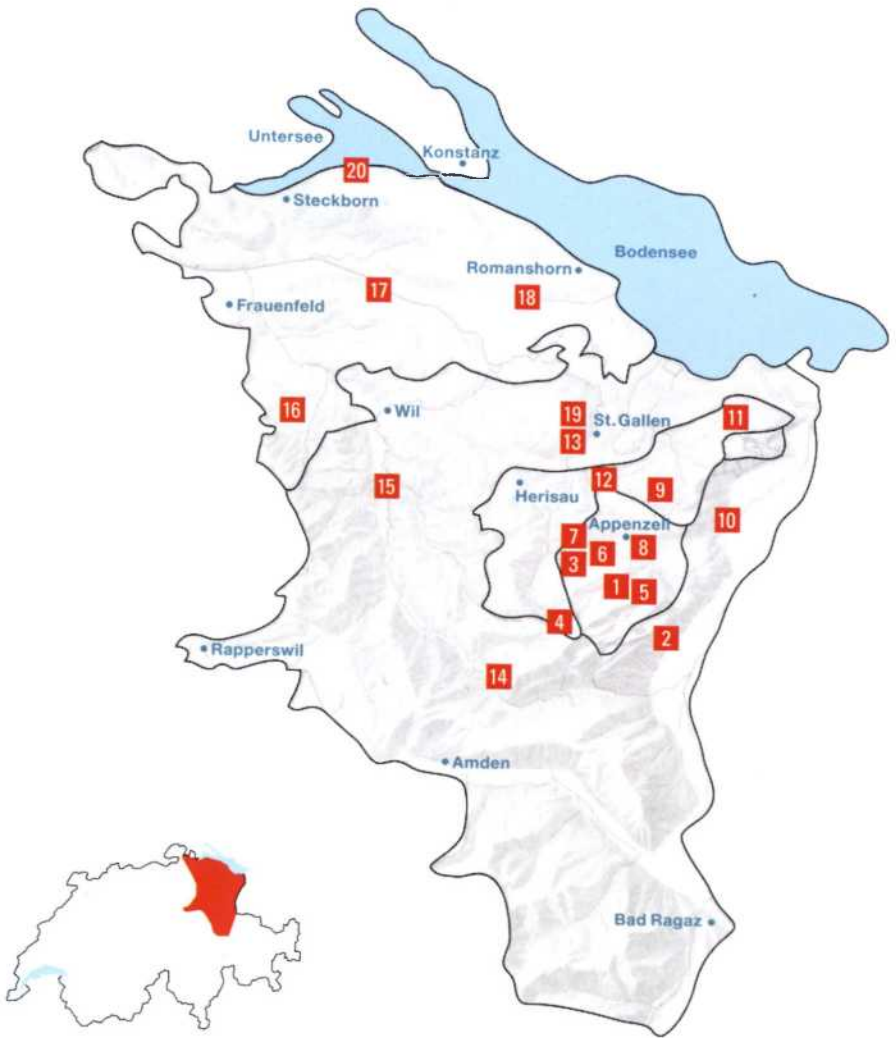 Untersee
Konstanz
20
Steckborn
Bodensee
Romanshorn
17
18
Frauenfeld
16
Wil
19
St. Gallen
11
13
15
12
Herisau
9
10
Appenzell
7
6
8
3
1
5
4
2
Rapperswil
14
Amden
Bad Ragaz